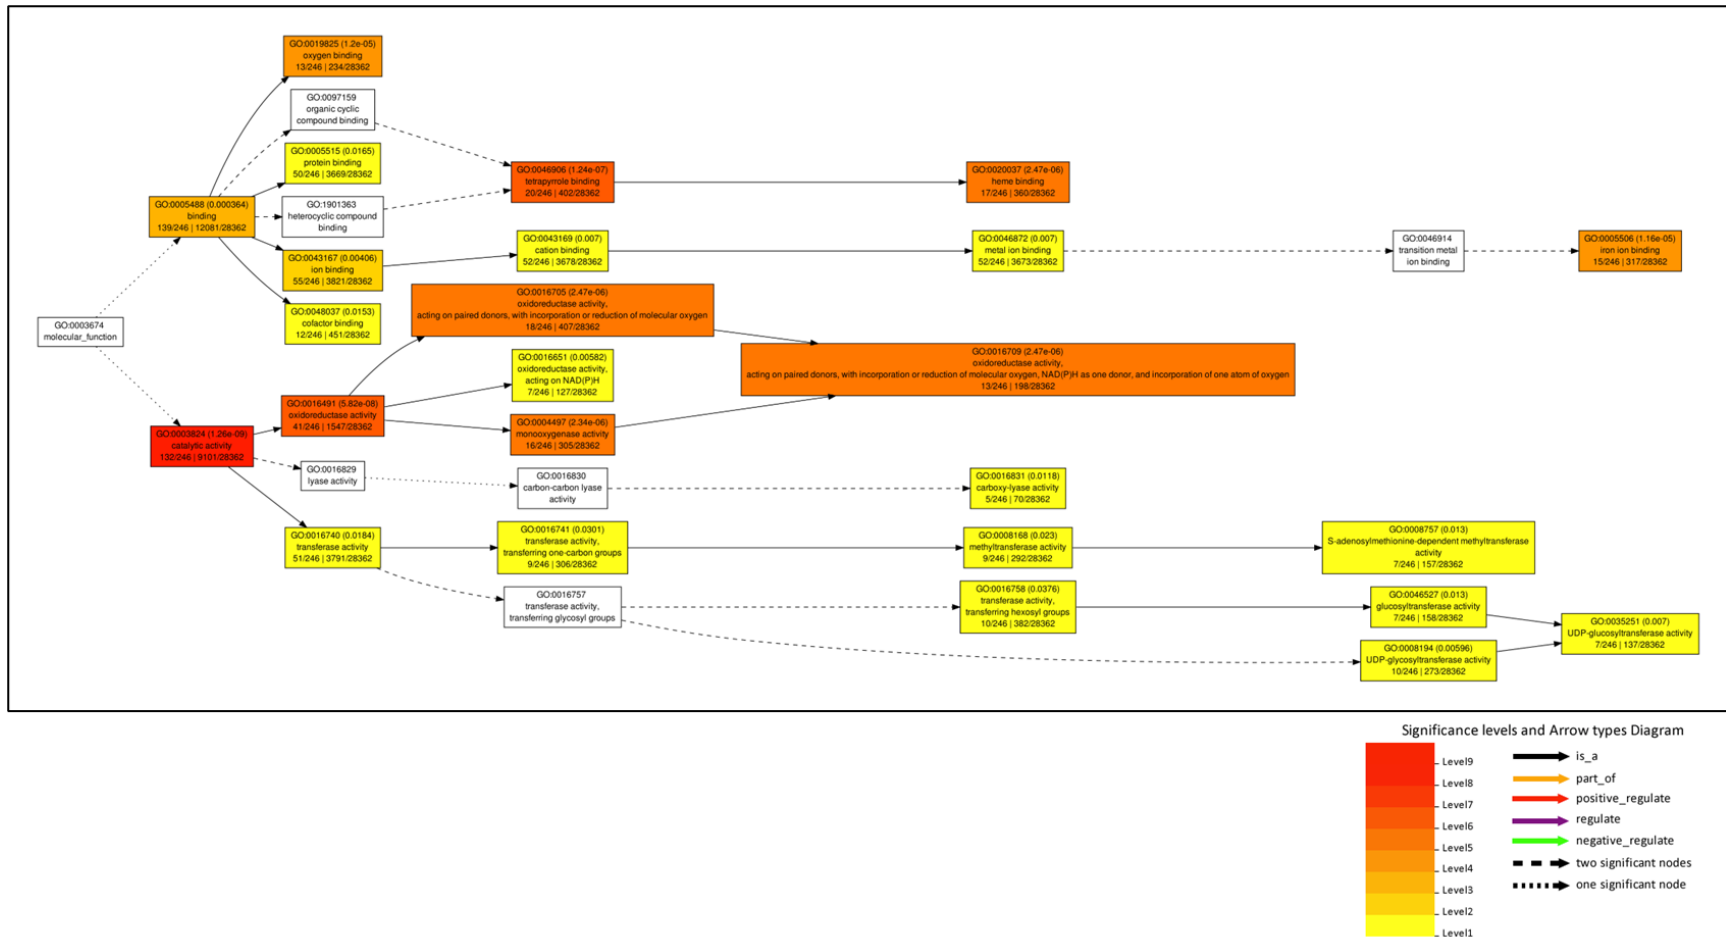 GO:0019825 (1.2e-05)
oxygen binding
13/246 | 234/28362
GO:0097159
organic cyclic
compound binding
GO:0005515 (0.0165)
protein binding
50/246 | 3669/28362
GO:0046906 (1.24e-07)
tetrapyrrole binding
20/246 | 402/28362
GO:0020037 (2.47e-06)
heme binding
17/246 | 360/28362
GO:0005488 (0.000364)
binding
139/246 | 12081/28362
GO:1901363
heterocyclic compound
binding
GO:0043167 (0.00406)
ion binding
55/246 | 3821/28362
GO:0043169 (0.007)
cation binding
52/246 | 3678/28362
GO:0046872 (0.007)
metal ion binding
52/246 | 3673/28362
GO:0046914
transition metal
ion binding
GO:0005506 (1.16e-05)
iron ion binding
15/246 | 317/28362
GO:0048037 (0.0153)
cofactor binding
12/246 | 451/28362
GO:0003674
molecular_function
GO:0016705 (2.47e-06)
oxidoreductase activity,
acting on paired donors, with incorporation or reduction of molecular oxygen
18/246 | 407/28362
GO:0016651 (0.00582)
oxidoreductase activity,
acting on NAD(P)H
7/246 | 127/28362
GO:0016709 (2.47e-06)
oxidoreductase activity,
acting on paired donors, with incorporation or reduction of molecular oxygen, NAD(P)H as one donor, and incorporation of one atom of oxygen
13/246 | 198/28362
GO:0016491 (5.82e-08)
oxidoreductase activity
41/246 | 1547/28362
GO:0004497 (2.34e-06)
monooxygenase activity
16/246 | 305/28362
GO:0003824 (1.26e-09)
catalytic activity
132/246 | 9101/28362
GO:0016829
lyase activity
GO:0016830
carbon-carbon lyase
activity
GO:0016831 (0.0118)
carboxy-lyase activity
5/246 | 70/28362
GO:0016740 (0.0184)
transferase activity
51/246 | 3791/28362
GO:0016741 (0.0301)
transferase activity,
transferring one-carbon groups
9/246 | 306/28362
GO:0008168 (0.023)
methyltransferase activity
9/246 | 292/28362
GO:0008757 (0.013)
S-adenosylmethionine-dependent methyltransferase
activity
7/246 | 157/28362
GO:0016757
transferase activity,
transferring glycosyl groups
GO:0016758 (0.0376)
transferase activity,
transferring hexosyl groups
10/246 | 382/28362
GO:0046527 (0.013)
glucosyltransferase activity
7/246 | 158/28362
GO:0008194 (0.00596)
UDP-glycosyltransferase activity
10/246 | 273/28362
GO:0035251 (0.007)
UDP-glucosyltransferase activity
7/246 | 137/28362
Significance levels and Arrow types Diagram
Level9
Level8
Level7
Level6
Level5
Level4
Level3
Level2
Level1
is_a
part_of
positive_regulate
regulate
negative_regulate
two significant nodes
one significant node